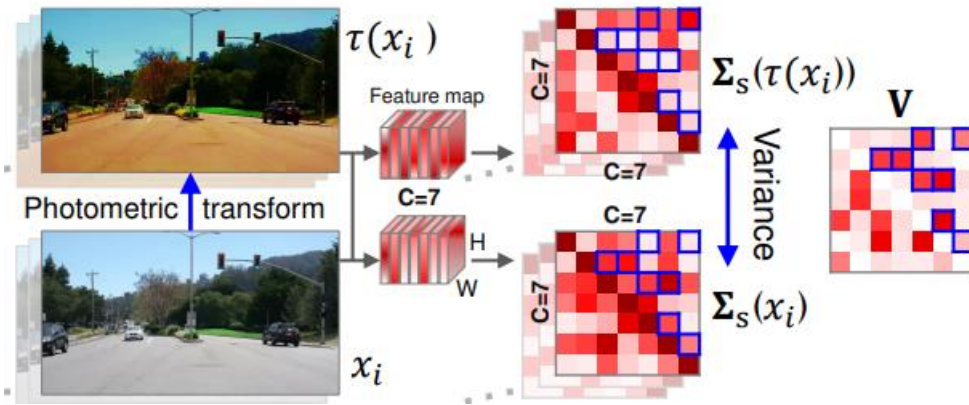 τ(xᵢ)
Feature map
C=7
C=7
C=7
Σₛ(τ(xᵢ))
V
Variance
Photometric transform
C=7
C=7
H
W
Σₛ(xᵢ)
xᵢ